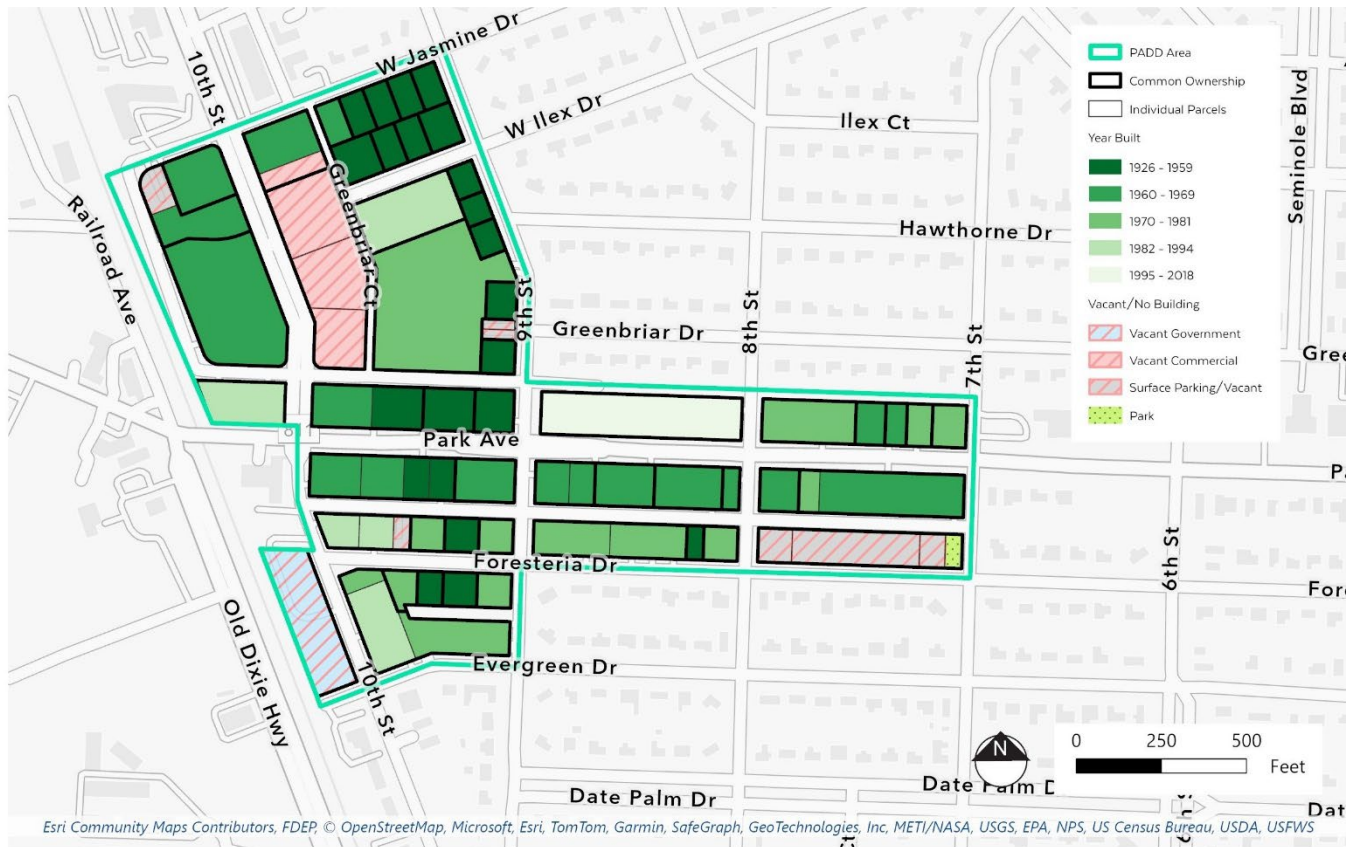 W Jasmine Dr
10th St
W Ilex Dr
Ilex Ct
Seminole Blvd
Railroad Ave
Greenbriar Ct
Hawthorne Dr
9th St
Greenbriar Dr
8th St
7th St
Gree
Park Ave
Pa
Foresteria Dr
6th St
Fore
Old Dixie Hwy
10th St
Evergreen Dr
Date Palm Dr
Date Palm D
6th S
Dat
Ct
PADD Area
Common Ownership
Individual Parcels
Year Built
1926 - 1959
1960 - 1969
1970 - 1981
1982 - 1994
1995 - 2018
Vacant/No Building
Vacant Government
Vacant Commercial
Surface Parking/Vacant
Park
N
0 250 500
Feet
Esri Community Maps Contributors, FDEP, © OpenStreetMap, Microsoft, Esri, TomTom, Garmin, SafeGraph, GeoTechnologies, Inc, METI/NASA, USGS, EPA, NPS, US Census Bureau, USDA, USFWS